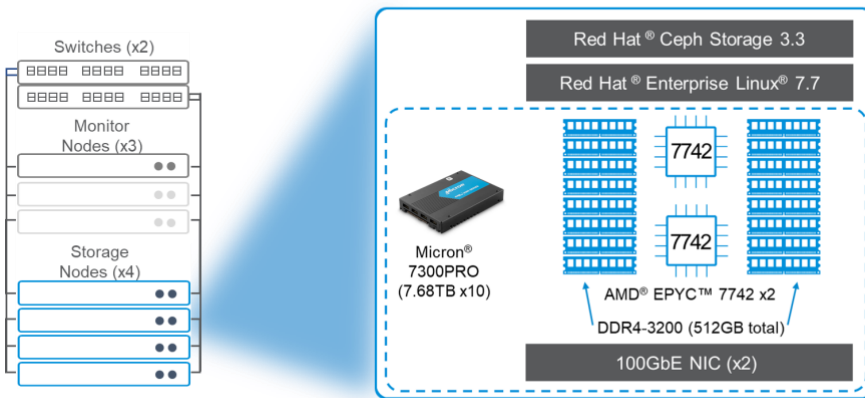 Switches (x2)
Monitor
Nodes (x3)
Storage
Nodes (x4)
Red Hat® Ceph Storage 3.3
Red Hat® Enterprise Linux® 7.7
7742
7742
Micron®
7300PRO
(7.68TB x10)
AMD® EPYC™ 7742 x2
DDR4-3200 (512GB total)
100GbE NIC (x2)